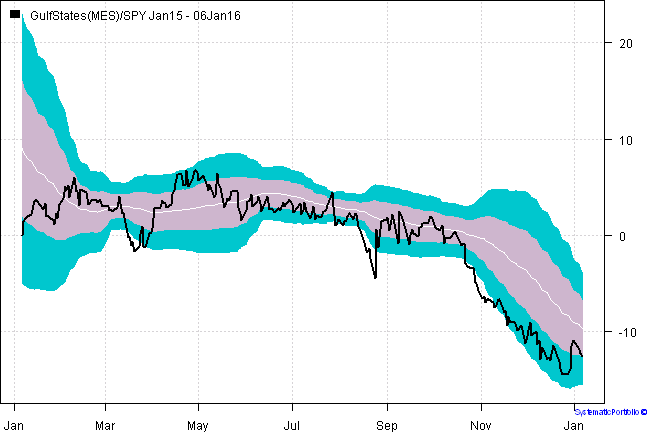 GulfStates(MES)/SPY Jan15 - 06Jan16
20
10
0
-10
SystematicPortfolio ©
Jan Mar May Jul Sep Nov Jan